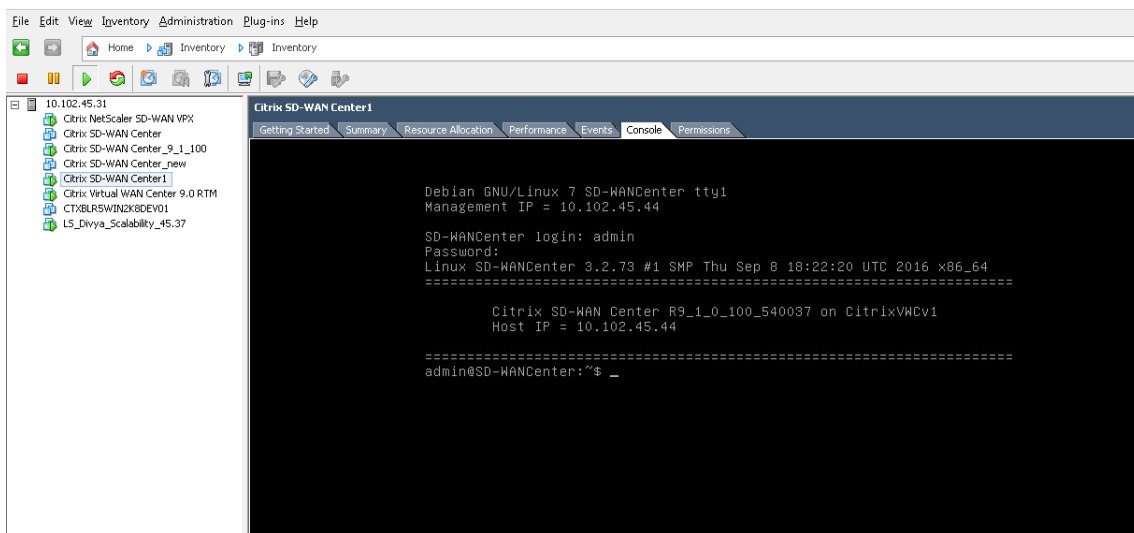 File Edit View Inventory Administration Plug-ins Help
Home Inventory Inventory
10.102.45.31
Citrix NetScaler SD-WAN VPX
Citrix SD-WAN Center
Citrix SD-WAN Center_9_1_100
Citrix SD-WAN Center_new
Citrix SD-WAN Center1
Citrix Virtual WAN Center 9.0 RTM
CTXBLR5WIN2K8DEV01
LS_Divya_Scalability_45.37
Citrix SD-WAN Center1
Getting Started Summary Resource Allocation Performance Events Console Permissions
Debian GNU/Linux 7 SD-WANCenter tty1
Management IP = 10.102.45.44
SD-WANCenter login: admin
Password:
Linux SD-WANCenter 3.2.73 #1 SMP Thu Sep 8 18:22:20 UTC 2016 x86_64
======================================================================
Citrix SD-WAN Center R9_1_0_100_540037 on CitrixVWCv1
Host IP = 10.102.45.44
======================================================================
admin@SD-WANCenter:~$ _